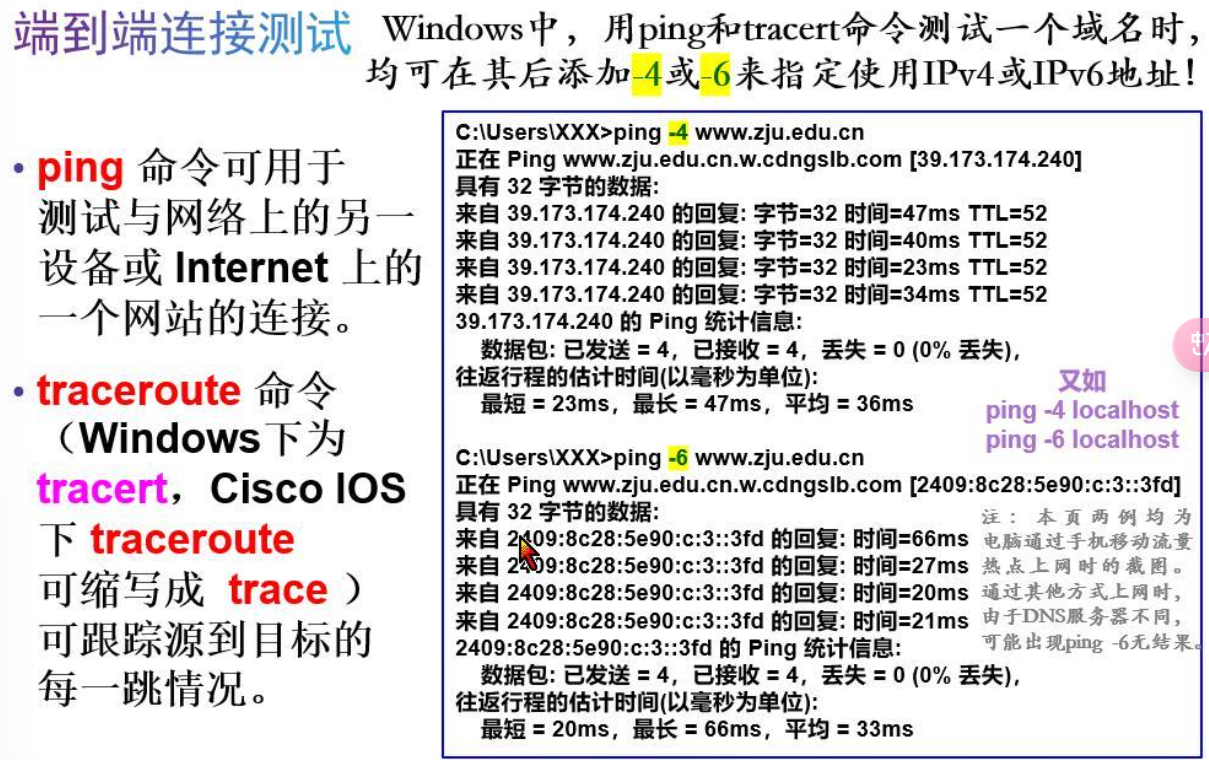 端到端连接测试
Windows中，用ping和tracert命令测试一个域名时，
均可在其后添加-4或-6来指定使用IPv4或IPv6地址！
• ping 命令可用于
测试与网络上的另一
设备或 Internet 上的
一个网站的连接。
• traceroute 命令
（Windows下为
tracert，Cisco IOS
下 traceroute
可缩写成 trace ）
可跟踪源到目标的
每一跳情况。
C:\Users\XXX>ping -4 www.zju.edu.cn
正在 Ping www.zju.edu.cn.w.cdngslb.com [39.173.174.240]
具有 32 字节的数据:
来自 39.173.174.240 的回复: 字节=32 时间=47ms TTL=52
来自 39.173.174.240 的回复: 字节=32 时间=40ms TTL=52
来自 39.173.174.240 的回复: 字节=32 时间=23ms TTL=52
来自 39.173.174.240 的回复: 字节=32 时间=34ms TTL=52
39.173.174.240 的 Ping 统计信息:
数据包: 已发送 = 4，已接收 = 4，丢失 = 0 (0% 丢失)，
往返行程的估计时间(以毫秒为单位):
最短 = 23ms，最长 = 47ms，平均 = 36ms
又如
ping -4 localhost
ping -6 localhost
C:\Users\XXX>ping -6 www.zju.edu.cn
正在 Ping www.zju.edu.cn.w.cdngslb.com [2409:8c28:5e90:c:3::3fd]
具有 32 字节的数据:
来自 2409:8c28:5e90:c:3::3fd 的回复: 时间=66ms
来自 2409:8c28:5e90:c:3::3fd 的回复: 时间=27ms
来自 2409:8c28:5e90:c:3::3fd 的回复: 时间=20ms
来自 2409:8c28:5e90:c:3::3fd 的回复: 时间=21ms
2409:8c28:5e90:c:3::3fd 的 Ping 统计信息:
数据包: 已发送 = 4，已接收 = 4，丢失 = 0 (0% 丢失)，
往返行程的估计时间(以毫秒为单位):
最短 = 20ms，最长 = 66ms，平均 = 33ms
注：本页两例均为
电脑通过手机移动流量
热点上网时的截图。
通过其他方式上网时，
由于DNS服务器不同，
可能出现ping -6无结果。